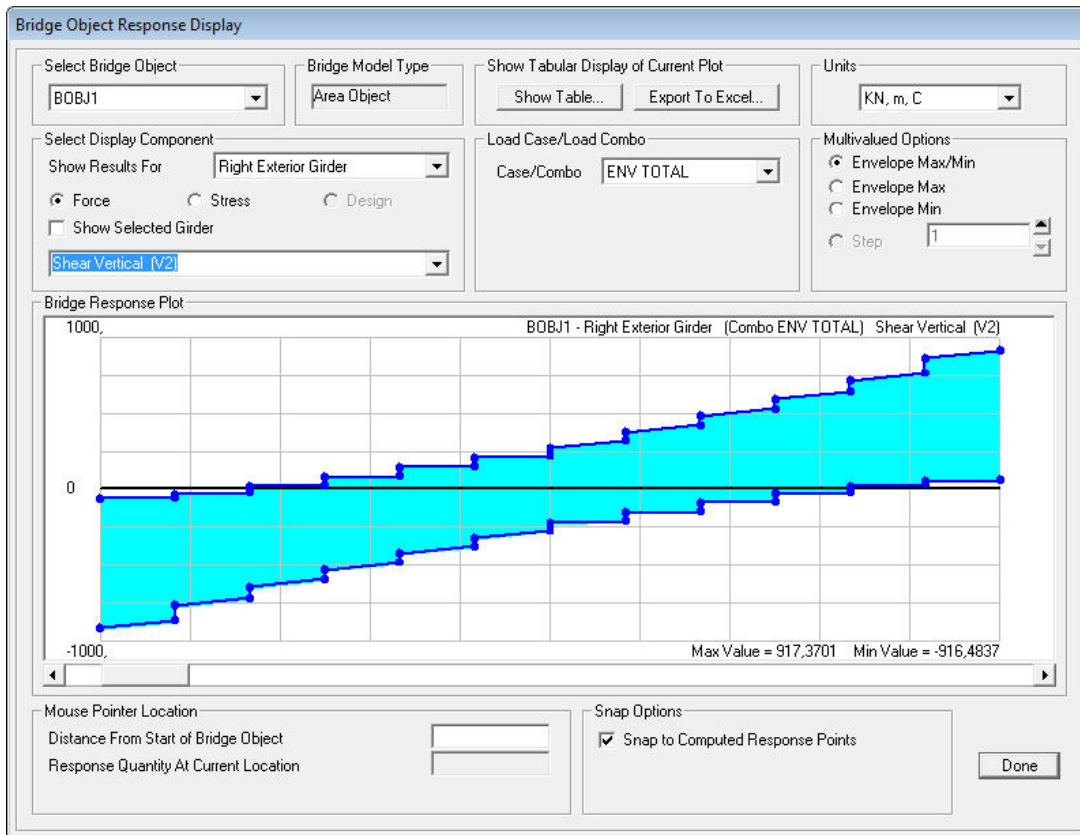 Bridge Object Response Display
Select Bridge Object
BOBJ1
Bridge Model Type
Area Object
Show Tabular Display of Current Plot
Show Table...
Export To Excel...
Units
KN, m, C
Select Display Component
Show Results For
Right Exterior Girder
Force
Stress
Design
Show Selected Girder
Shear Vertical (V2)
Load Case/Load Combo
Case/Combo
ENV TOTAL
Multivalued Options
Envelope Max/Min
Envelope Max
Envelope Min
Step
1
Bridge Response Plot
1000,
BOBJ1 - Right Exterior Girder (Combo ENV TOTAL) Shear Vertical (V2)
0
-1000,
Max Value = 917,3701 Min Value = -916,4837
Mouse Pointer Location
Distance From Start of Bridge Object
Response Quantity At Current Location
Snap Options
Snap to Computed Response Points
Done